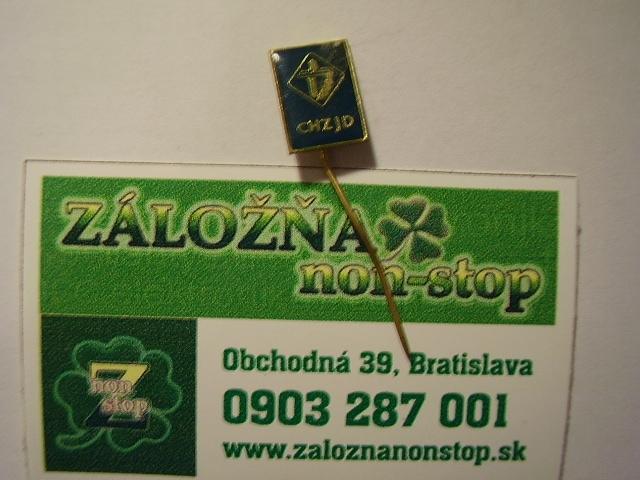 CHZJD
ZÁLOŽŇA
non-stop
Z
non
stop
Obchodná 39, Bratislava
0903 287 001
www.zaloznanonstop.sk